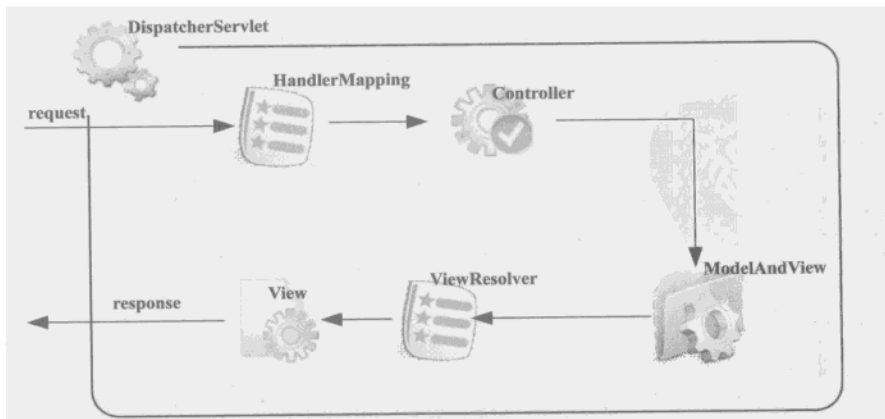 DispatcherServlet
HandlerMapping
Controller
request
ModelAndView
ViewResolver
View
response